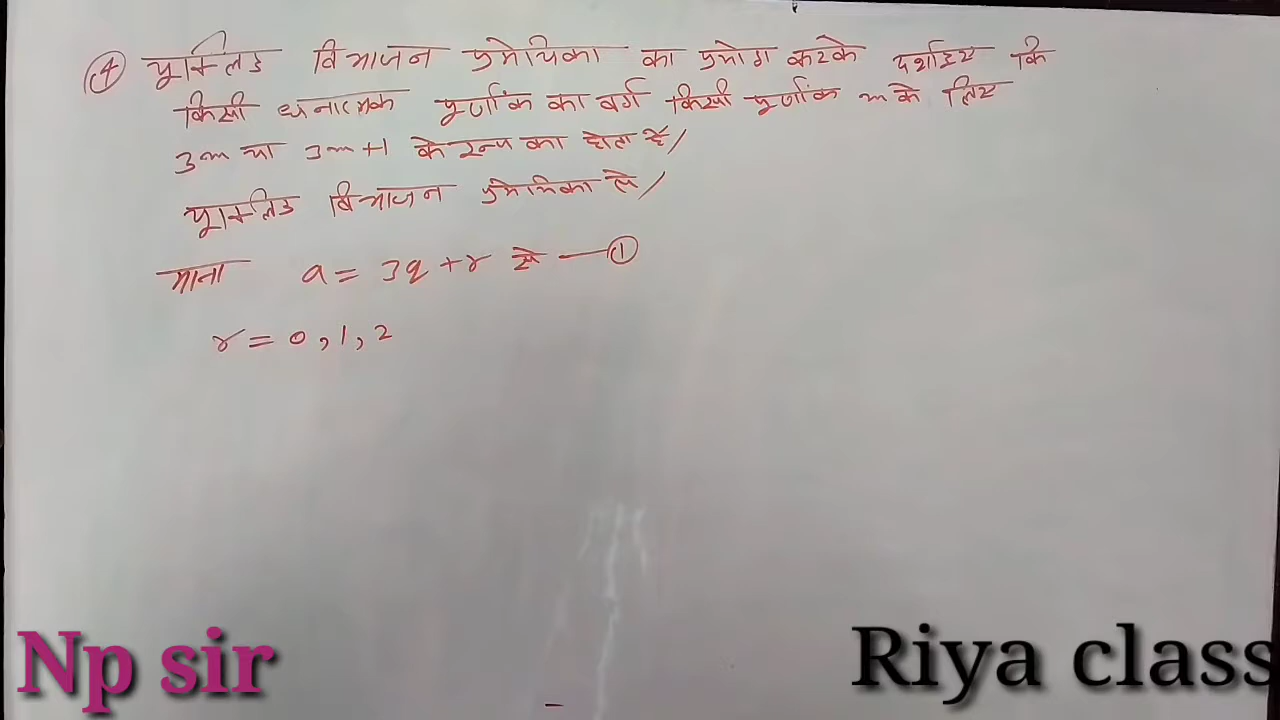 ④ यूक्लिड विभाजन प्रमेयिका का प्रयोग करके दर्शाइए कि
किसी धनात्मक पूर्णांक का वर्ग किसी पूर्णांक m के लिए
3m या 3m+1 के रूप का होता है/
यूक्लिड विभाजन प्रमेयिका से/
माना a = 3q + r से —①
r = 0, 1, 2
Np sir
Riya class